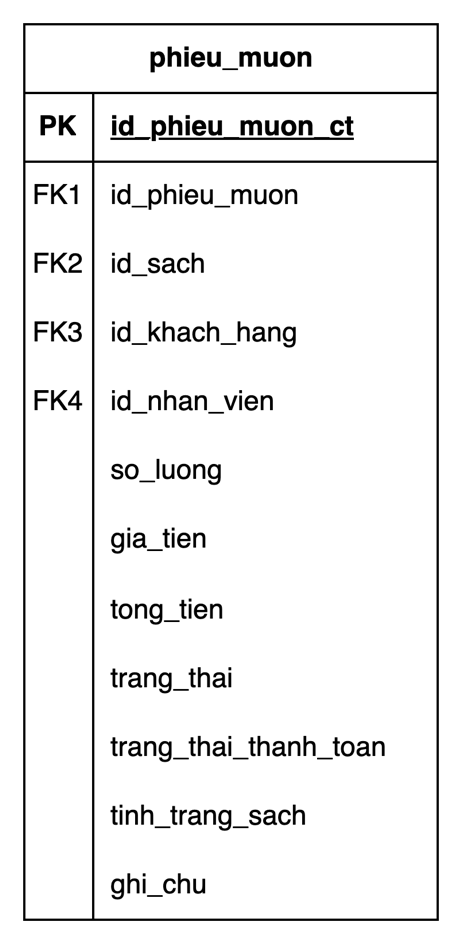 phieu_muon
PK id_phieu_muon_ct
FK1 id_phieu_muon
FK2 id_sach
FK3 id_khach_hang
FK4 id_nhan_vien
so_luong
gia_tien
tong_tien
trang_thai
trang_thai_thanh_toan
tinh_trang_sach
ghi_chu